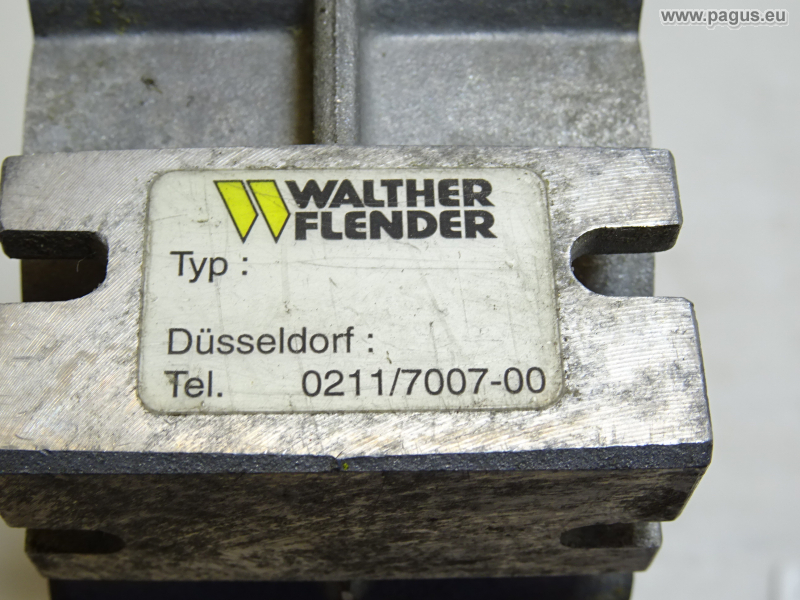 www.pagus.eu
WALTHER
FLENDER
Typ :
Düsseldorf :
Tel. 0211/7007-00